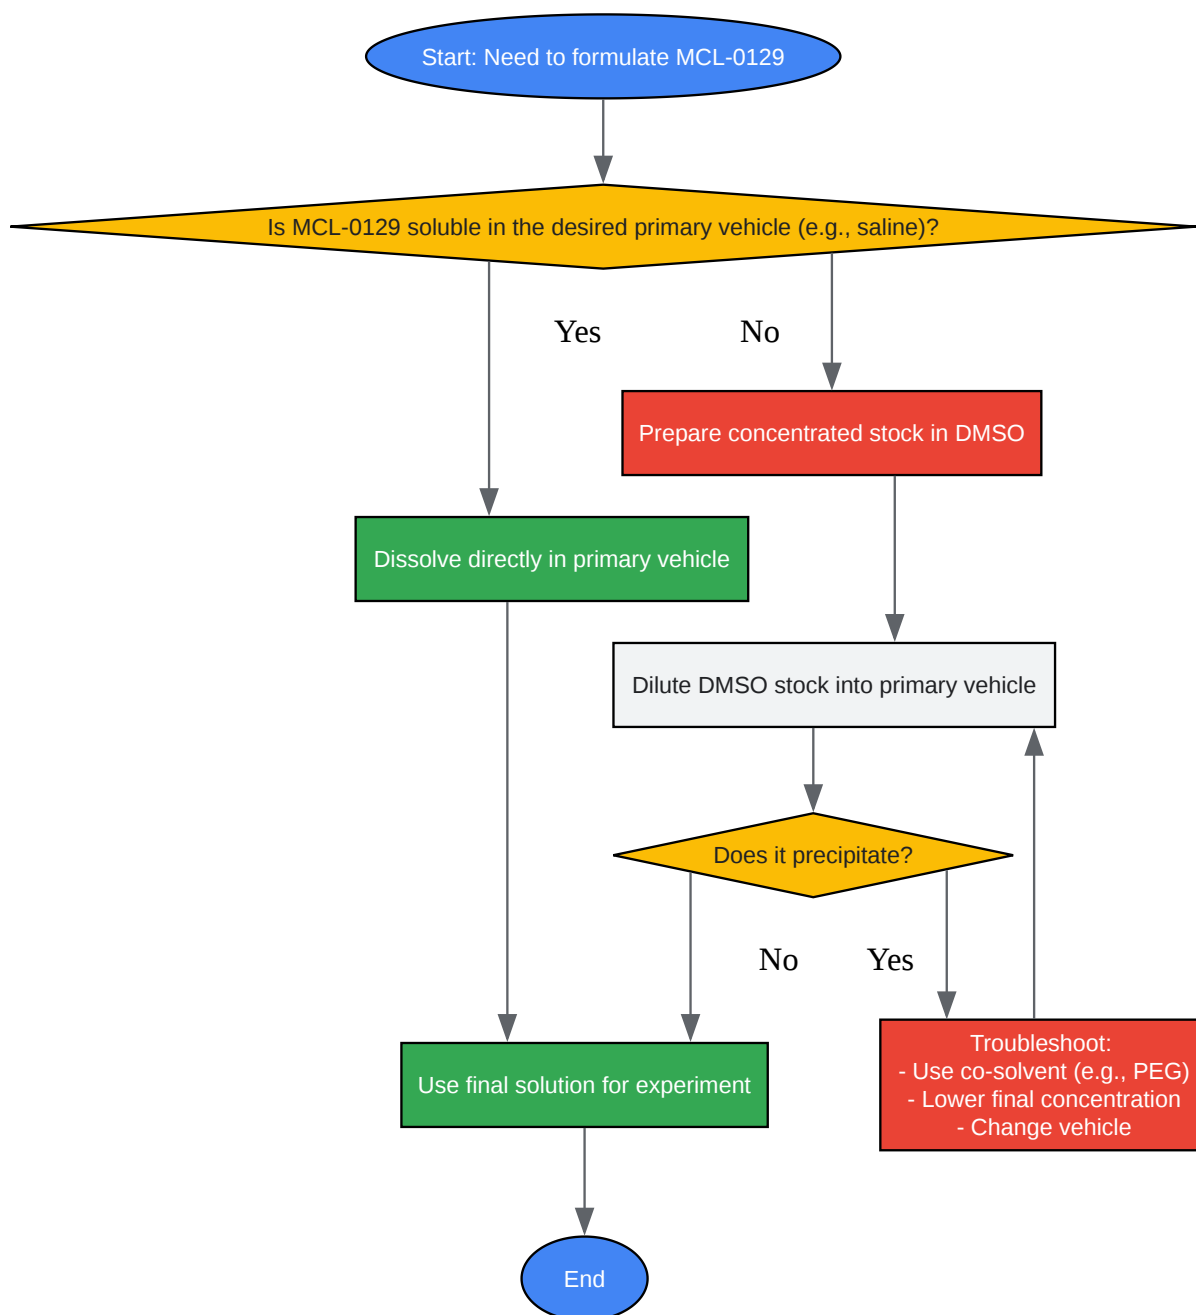 Start: Need to formulate MCL-0129
Is MCL-0129 soluble in the desired primary vehicle (e.g., saline)?
Yes
No
Prepare concentrated stock in DMSO
Dissolve directly in primary vehicle
Dilute DMSO stock into primary vehicle
Does it precipitate?
No
Yes
Troubleshoot:
- Use co-solvent (e.g., PEG)
- Lower final concentration
- Change vehicle
Use final solution for experiment
End